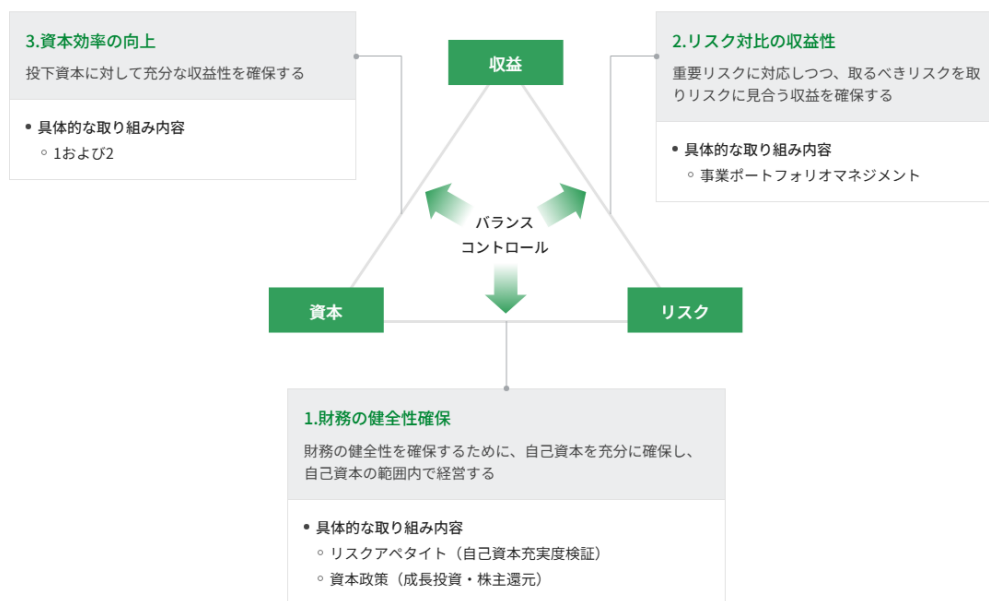 3.資本効率の向上
投下資本に対して充分な収益性を確保する
• 具体的な取り組み内容
◦ 1および2
収益
2.リスク対比の収益性
重要リスクに対応しつつ、取るべきリスクを取
りリスクに見合う収益を確保する
• 具体的な取り組み内容
◦ 事業ポートフォリオマネジメント
バランス
コントロール
資本
リスク
1.財務の健全性確保
財務の健全性を確保するために、自己資本を充分に確保し、
自己資本の範囲内で経営する
• 具体的な取り組み内容
◦ リスクアペタイト（自己資本充実度検証）
◦ 資本政策（成長投資・株主還元）